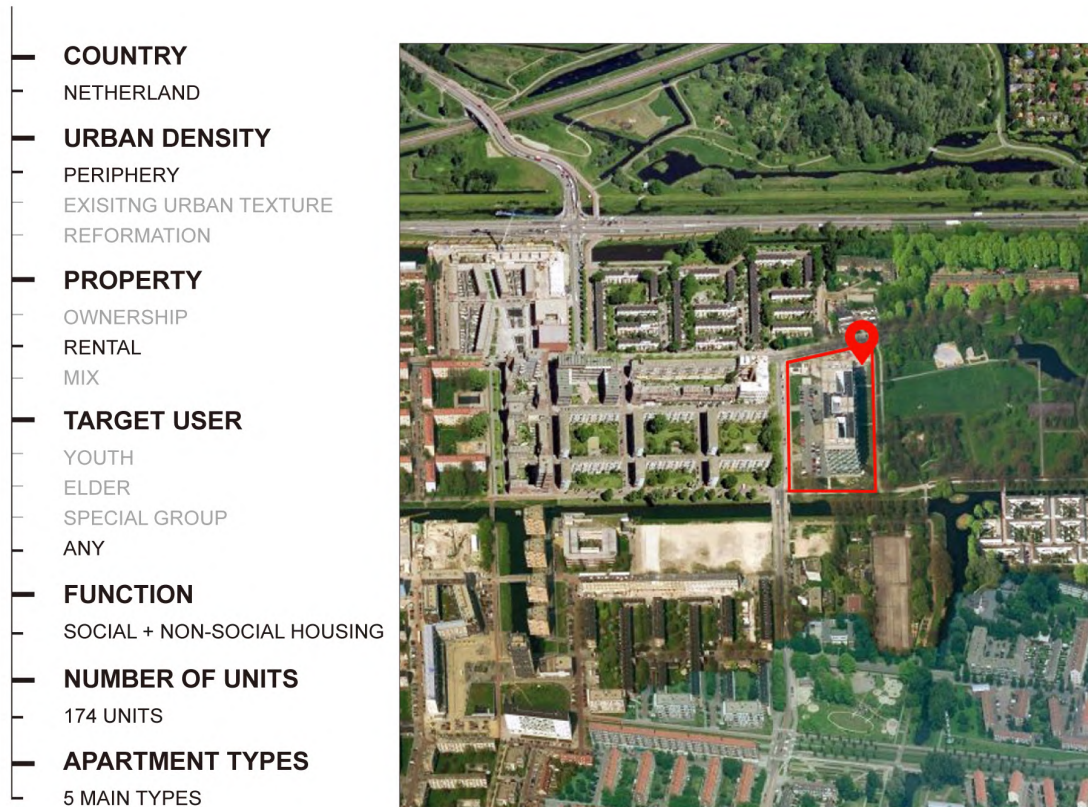 COUNTRY
NETHERLAND
URBAN DENSITY
PERIPHERY
EXISITNG URBAN TEXTURE
REFORMATION
PROPERTY
OWNERSHIP
RENTAL
MIX
TARGET USER
YOUTH
ELDER
SPECIAL GROUP
ANY
FUNCTION
SOCIAL + NON-SOCIAL HOUSING
NUMBER OF UNITS
174 UNITS
APARTMENT TYPES
5 MAIN TYPES